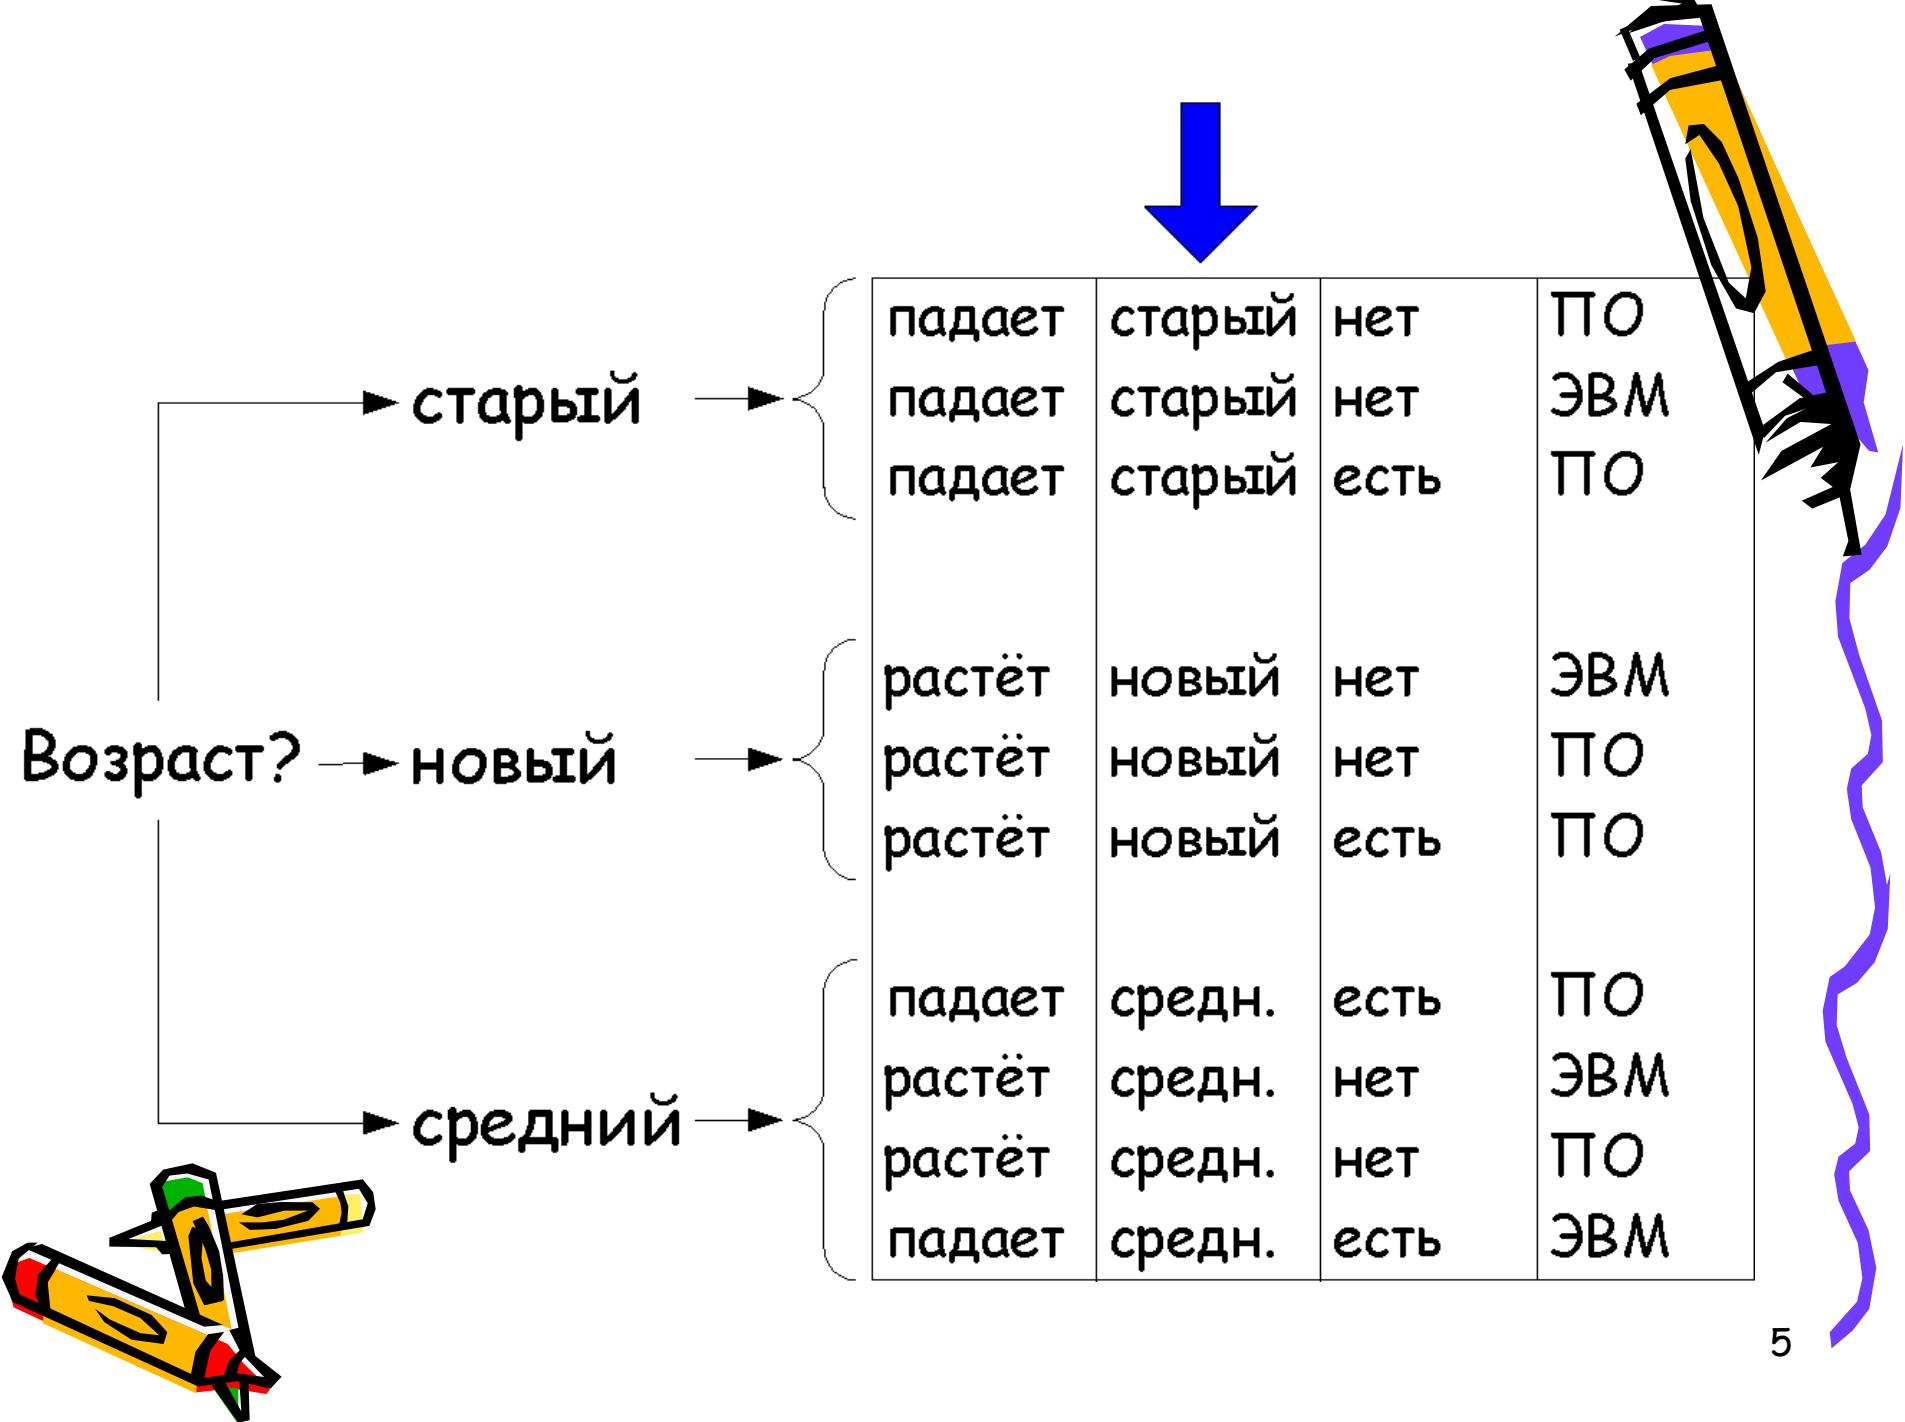 падает старый нет ПО
старый падает старый нет ЭВМ
падает старый есть ПО
растёт новый нет ЭВМ
Возраст? новый растёт новый нет ПО
растёт новый есть ПО
падает средн. есть ПО
растёт средн. нет ЭВМ
средний растёт средн. нет ПО
падает средн. есть ЭВМ
5